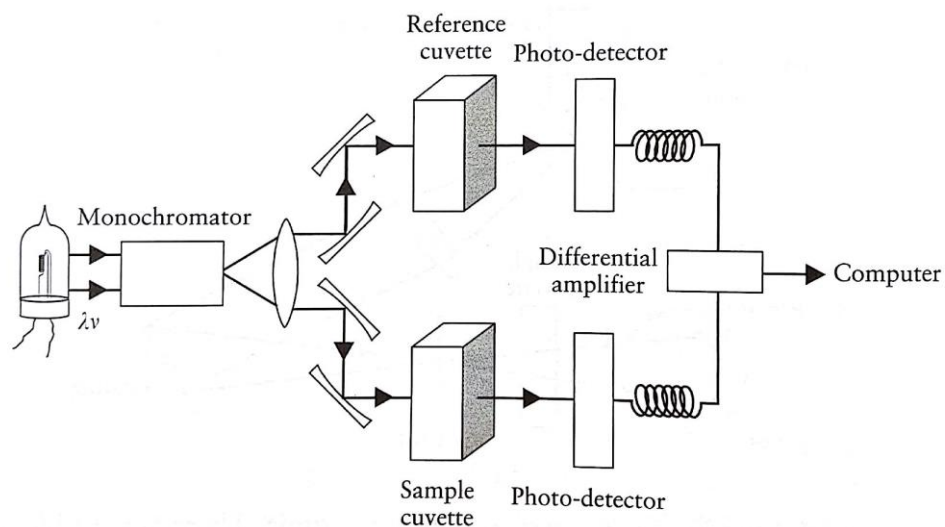 Reference
cuvette
Photo-detector
Monochromator
λv
Differential
amplifier
Computer
Sample
cuvette
Photo-detector